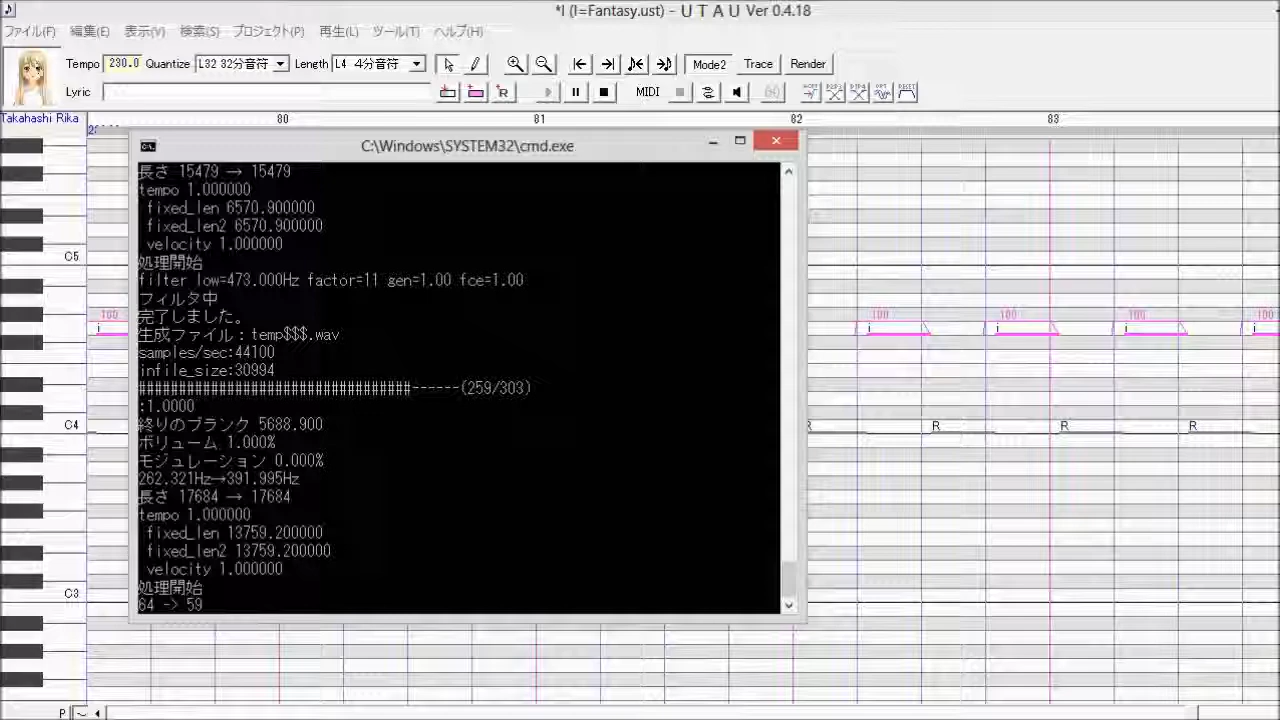 *I (I=Fantasy.ust) - U T A U Ver 0.4.18
ファイル(F) 編集(E) 表示(V) 検索(S) プロジェクト(P) 再生(L) ツール(T) ヘルプ(H)
Tempo 230.0 Quantize L32 32分音符 Length L4 4分音符 Mode2 Trace Render
Lyric R MIDI
Takahashi Rika 80 81 82 83
C:\Windows\SYSTEM32\cmd.exe
長さ 15479 → 15479
tempo 1.000000
fixed_len 6570.900000
fixed_len2 6570.900000
velocity 1.000000
処理開始
filter low=473.000Hz factor=11 gen=1.00 fce=1.00
フィルタ中
完了しました。
生成ファイル：temp$$$.wav
samples/sec:44100
infile_size:30994
##################################------(259/303)
:1.0000
終りのブランク 5688.900
ボリューム 1.000%
モジュレーション 0.000%
262.321Hz→391.995Hz
長さ 17684 → 17684
tempo 1.000000
fixed_len 13759.200000
fixed_len2 13759.200000
velocity 1.000000
処理開始
64 -> 59
C5
100 100 100 100 100
i i i i i
C4 R R R R
C3
P